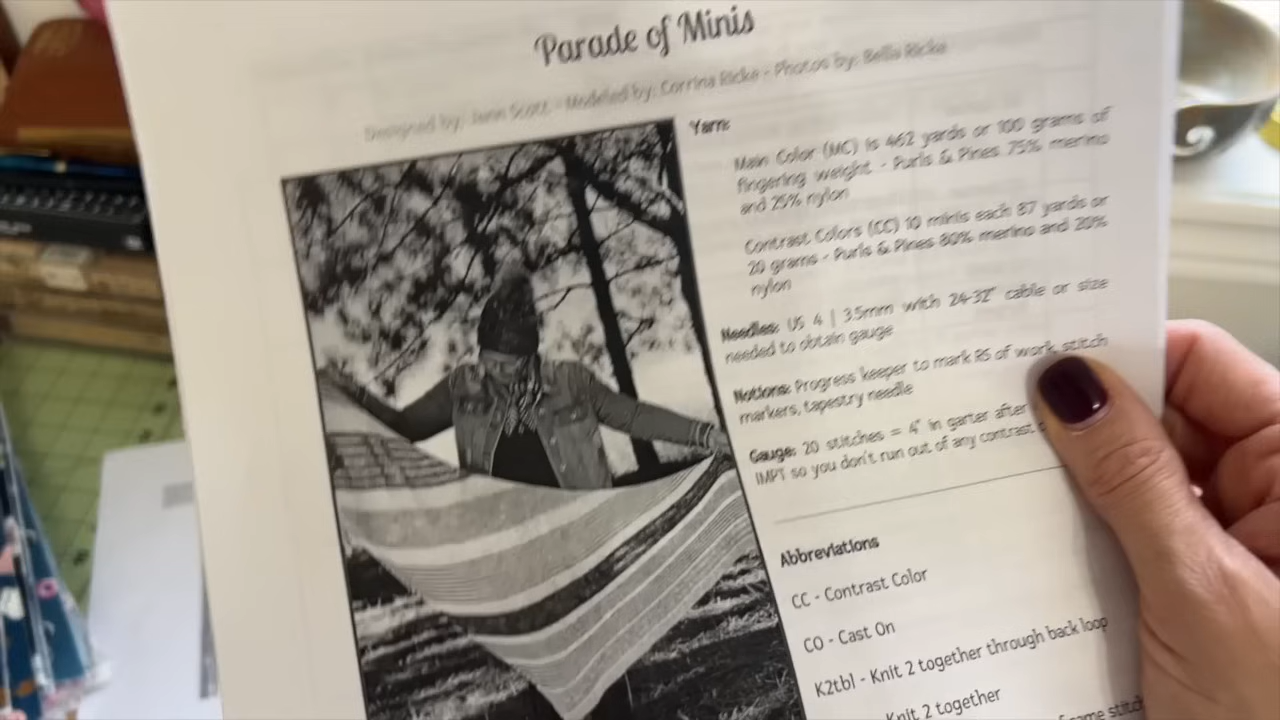 Parade of Minis
Designed by: Jenn Scott - Modeled by: Corrina Ricke - Photos by: Bella Ricke
Yarn:
Main Color (MC) is 462 yards or 100 grams of
fingering weight. - Purls & Pines 75% merino
and 25% nylon
Contrast Colors (CC) 10 minis each 87 yards or
20 grams - Purls & Pines 80% merino and 20%
nylon
Needles: US 4 | 3.5mm with 24-32" cable or size
needed to obtain gauge
Notions: Progress keeper to mark RS of work, stitch
markers, tapestry needle
Gauge: 20 stitches = 4" in garter after
IMPT so you don't run out of any contrast
Abbreviations
CC - Contrast Color
CO - Cast On
K2tbl - Knit 2 together through back loop
Knit 2 together
same stitch